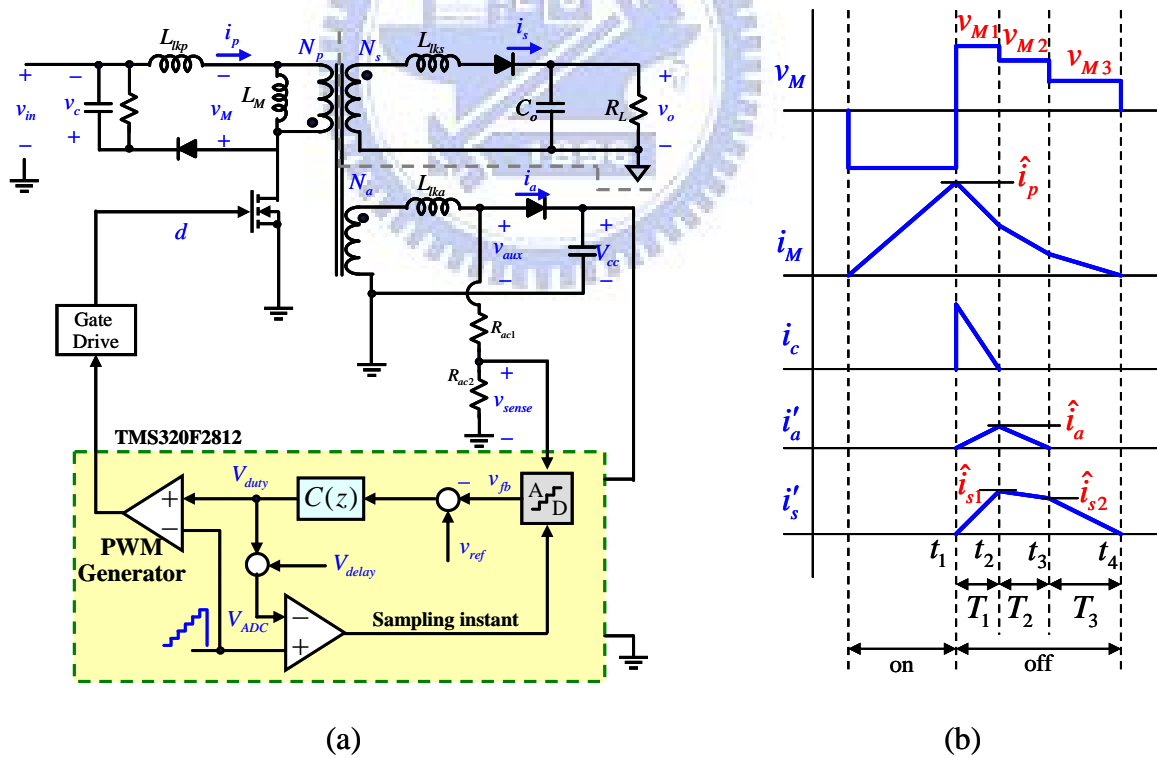 L_lkp
i_p
N_p
N_s
L_lks
i_s
+
−
+
v_in
−
v_c
+
L_M
−
v_M
+
C_o
R_L
+
v_o
−
d
N_a
L_lka
i_a
+
v_aux
−
+
V_cc
−
Gate
Drive
R_ac1
R_ac2
+
v_sense
−
TMS320F2812
V_duty
C(z)
−
v_fb
A
D
+
−
v_ref
PWM
Generator
V_delay
V_ADC
−
+
Sampling instant
(a)
v_M
v_M1
v_M2
v_M3
i_M
î_p
i_c
i′_a
î_a
i′_s
î_s1
î_s2
t_1
t_2
t_3
t_4
T_1
T_2
T_3
on
off
(b)